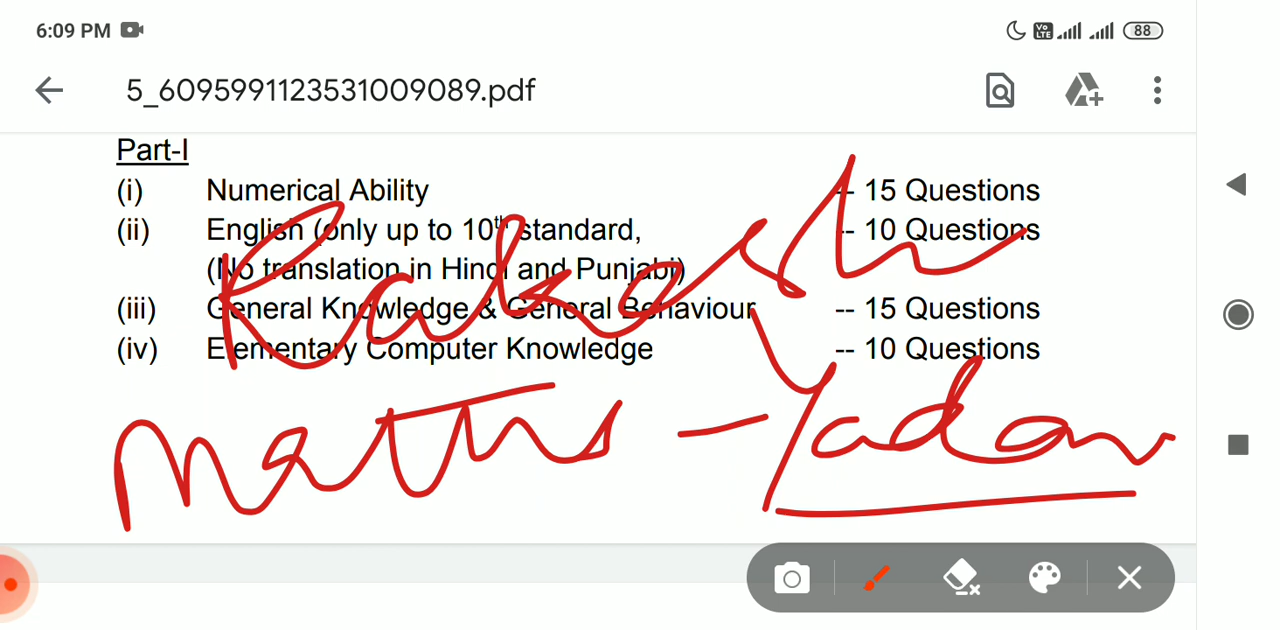 6:09 PM
Vo LTE 88
5_6095991123531009089.pdf
Part-I
(i) Numerical Ability -- 15 Questions
(ii) English (only up to 10th standard, -- 10 Questions
(No translation in Hindi and Punjabi)
(iii) General Knowledge & General Behaviour -- 15 Questions
(iv) Elementary Computer Knowledge -- 10 Questions
Rakesh
Maths - Yadav